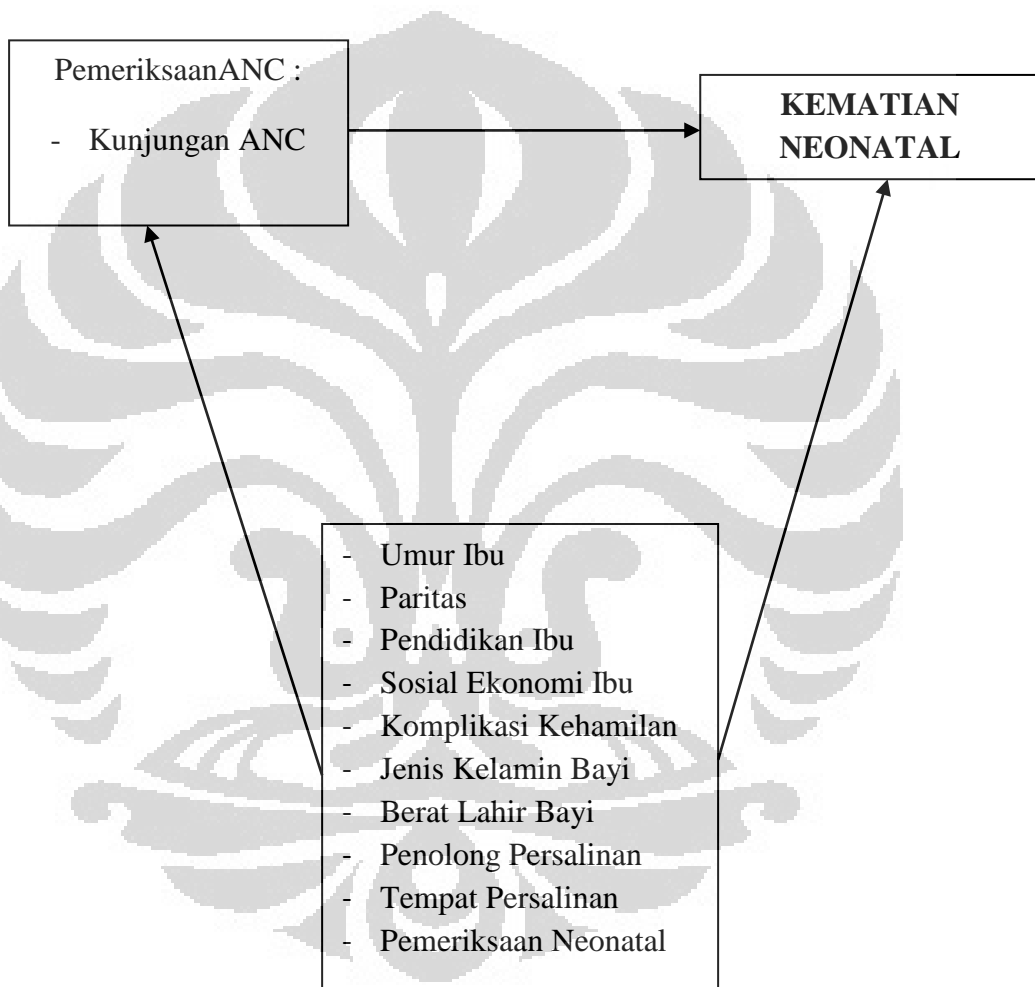 PemeriksaanANC :
- Kunjungan ANC
KEMATIAN
NEONATAL
- Umur Ibu
- Paritas
- Pendidikan Ibu
- Sosial Ekonomi Ibu
- Komplikasi Kehamilan
- Jenis Kelamin Bayi
- Berat Lahir Bayi
- Penolong Persalinan
- Tempat Persalinan
- Pemeriksaan Neonatal